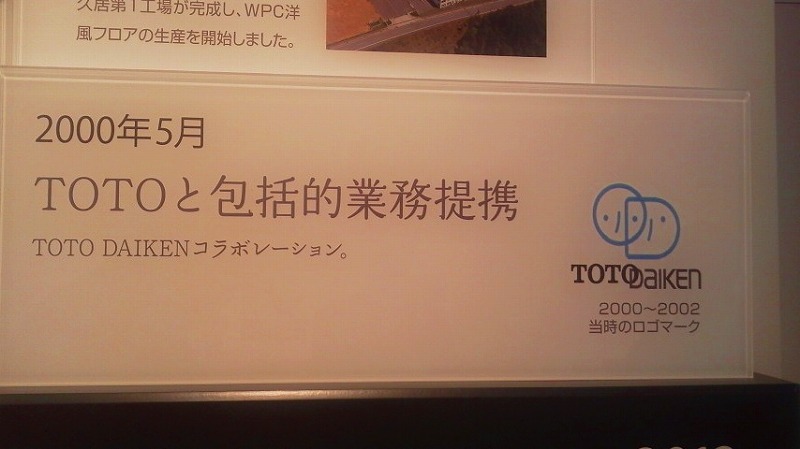 久居第1工場が完成し、WPC洋
風フロアの生産を開始しました。
2000年5月
TOTOと包括的業務提携
TOTO DAIKENコラボレーション。
TOTO DAIKEN
2000〜2002
当時のロゴマーク